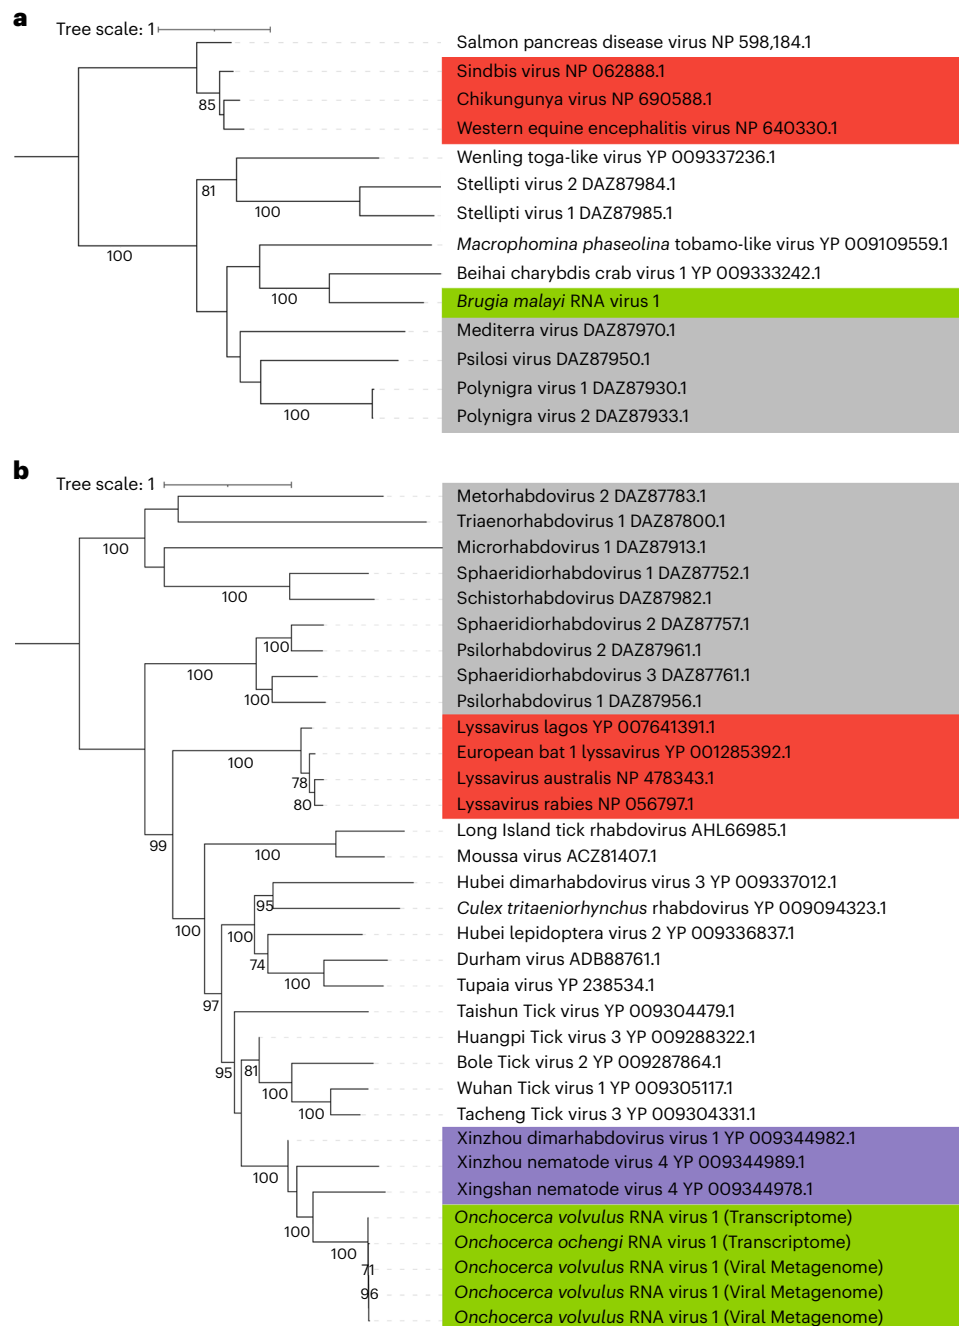 a
Tree scale: 1
Salmon pancreas disease virus NP 598,184.1
Sindbis virus NP 062888.1
Chikungunya virus NP 690588.1
85
Western equine encephalitis virus NP 640330.1
Wenling toga-like virus YP 009337236.1
81
Stellipti virus 2 DAZ87984.1
100
Stellipti virus 1 DAZ87985.1
Macrophomina phaseolina tobamo-like virus YP 009109559.1
100
Beihai charybdis crab virus 1 YP 009333242.1
100
Brugia malayi RNA virus 1
Mediterra virus DAZ87970.1
Psilosi virus DAZ87950.1
Polynigra virus 1 DAZ87930.1
100
Polynigra virus 2 DAZ87933.1
b
Tree scale: 1
Metorhabdovirus 2 DAZ87783.1
Triaenorhabdovirus 1 DAZ87800.1
100
Microrhabdovirus 1 DAZ87913.1
Sphaeridiorhabdovirus 1 DAZ87752.1
100
Schistorhabdovirus DAZ87982.1
Sphaeridiorhabdovirus 2 DAZ87757.1
100
Psilorhabdovirus 2 DAZ87961.1
100
Sphaeridiorhabdovirus 3 DAZ87761.1
100
Psilorhabdovirus 1 DAZ87956.1
Lyssavirus lagos YP 007641391.1
European bat 1 lyssavirus YP 001285392.1
100
Lyssavirus australis NP 478343.1
78
Lyssavirus rabies NP 056797.1
80
Long Island tick rhabdovirus AHL66985.1
99
100
Moussa virus ACZ81407.1
Hubei dimarhabdovirus virus 3 YP 009337012.1
95
Culex tritaeniorhynchus rhabdovirus YP 009094323.1
100
100
Hubei lepidoptera virus 2 YP 009336837.1
74
Durham virus ADB88761.1
100
Tupaia virus YP 238534.1
97
Taishun Tick virus YP 009304479.1
Huangpi Tick virus 3 YP 009288322.1
95
81
Bole Tick virus 2 YP 009287864.1
100
Wuhan Tick virus 1 YP 009305117.1
100
Tacheng Tick virus 3 YP 009304331.1
Xinzhou dimarhabdovirus virus 1 YP 009344982.1
100
Xinzhou nematode virus 4 YP 009344989.1
Xingshan nematode virus 4 YP 009344978.1
100
Onchocerca volvulus RNA virus 1 (Transcriptome)
Onchocerca ochengi RNA virus 1 (Transcriptome)
100
71
Onchocerca volvulus RNA virus 1 (Viral Metagenome)
96
Onchocerca volvulus RNA virus 1 (Viral Metagenome)
Onchocerca volvulus RNA virus 1 (Viral Metagenome)